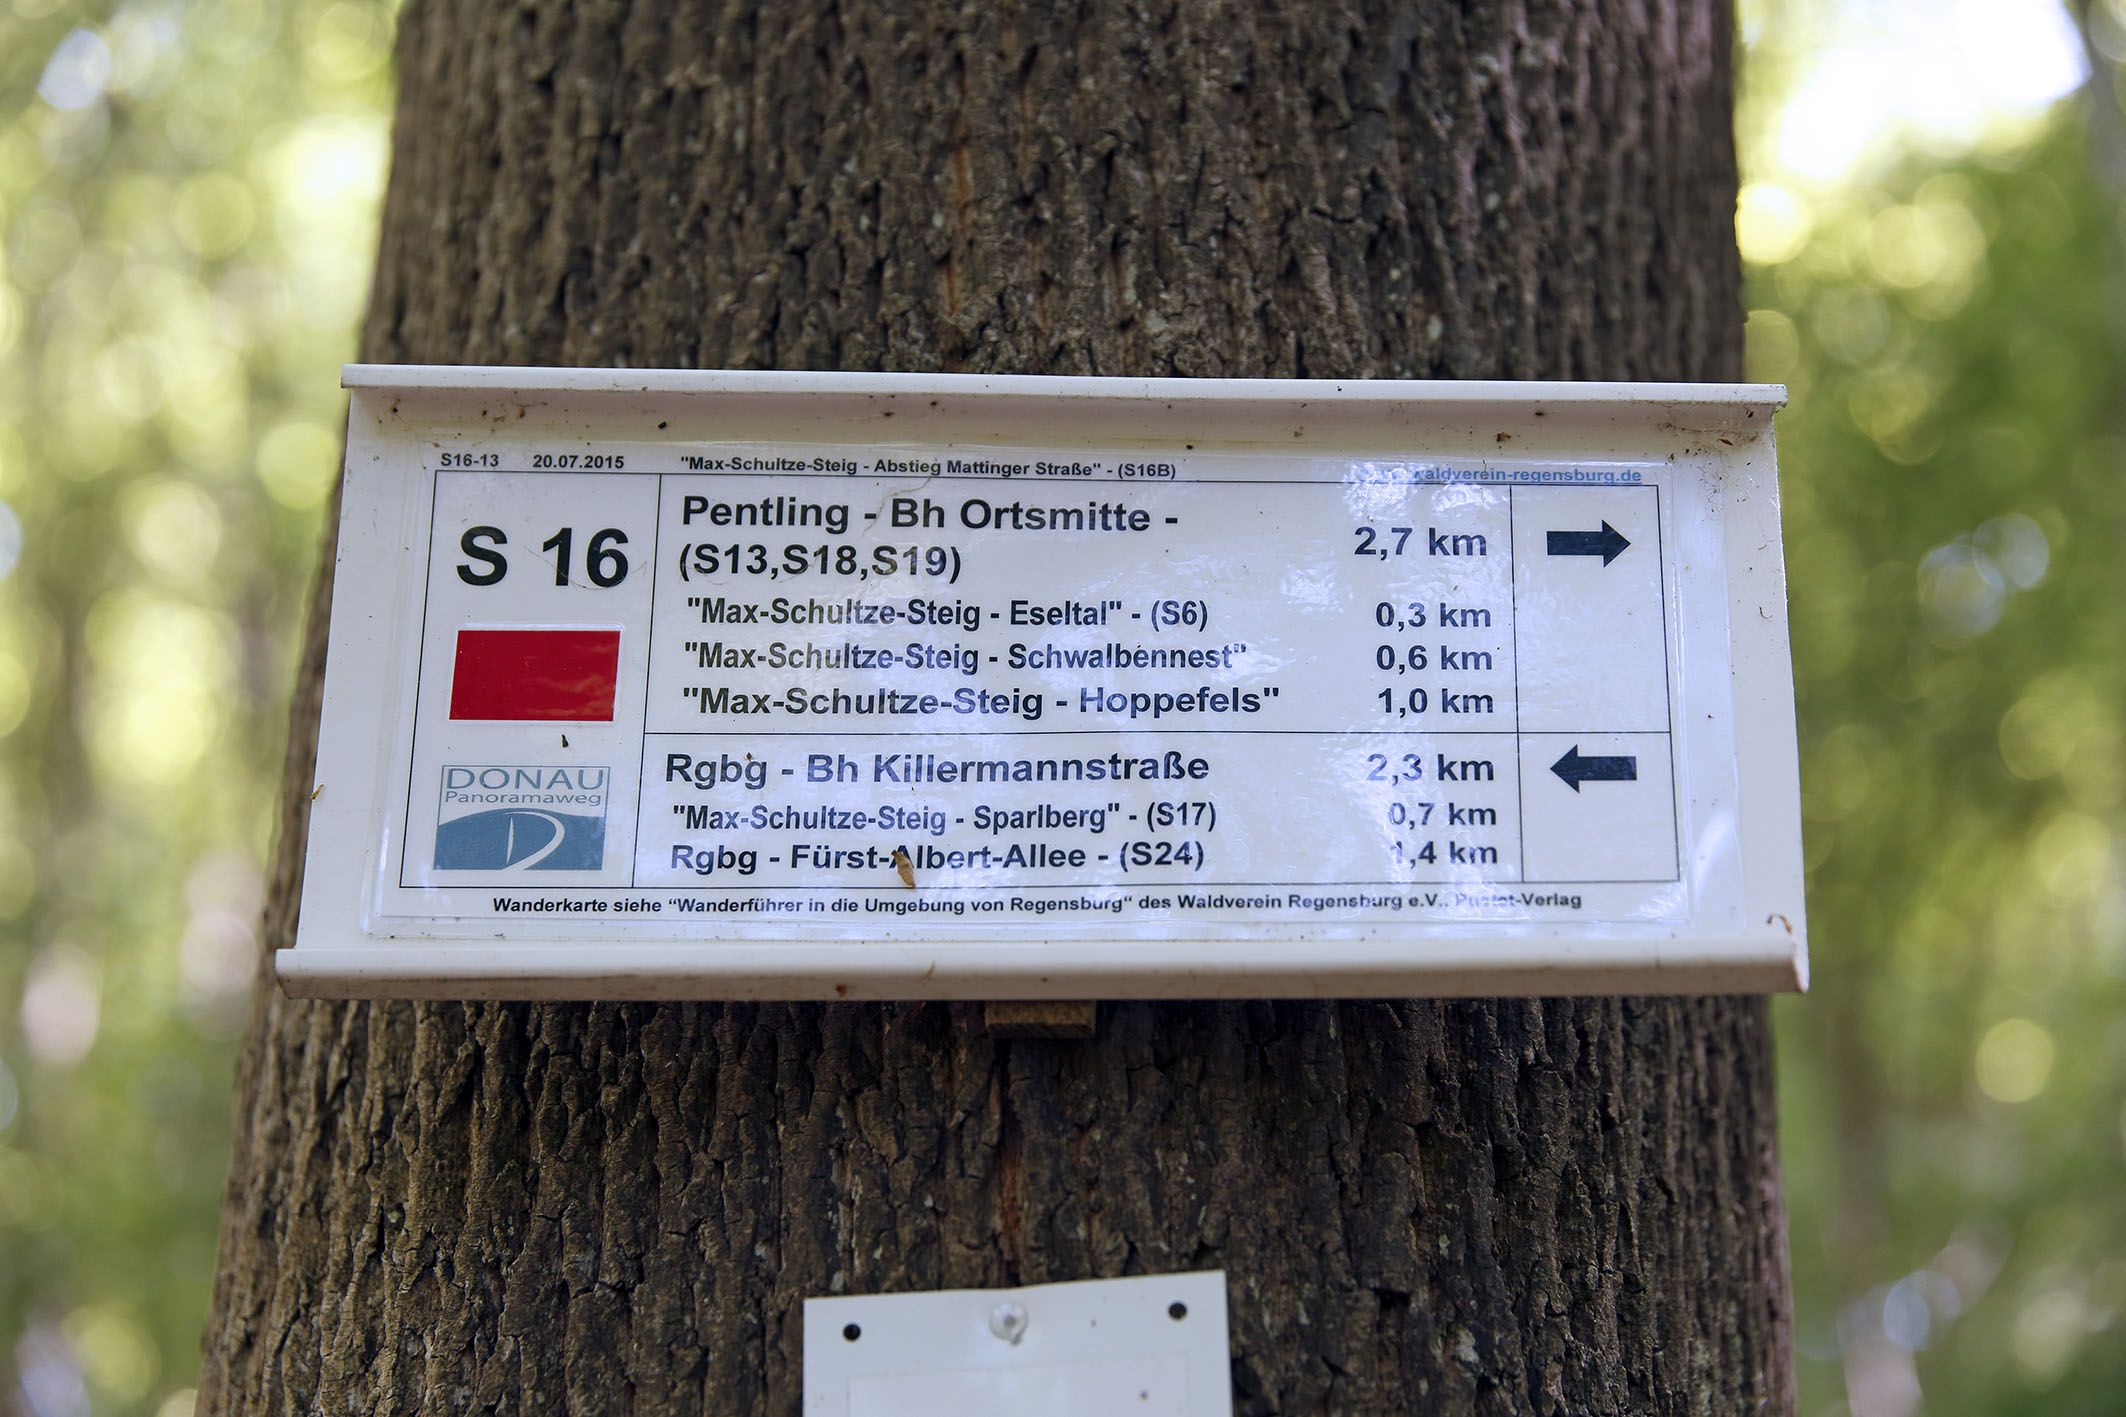 S16-13 20.07.2015 "Max-Schultze-Steig - Abstieg Mattinger Straße" - (S16B) waldverein-regensburg.de
S 16
Pentling - Bh Ortsmitte -
(S13,S18,S19) 2,7 km
"Max-Schultze-Steig - Eseltal" - (S6) 0,3 km
"Max-Schultze-Steig - Schwalbennest" 0,6 km
"Max-Schultze-Steig - Hoppefels" 1,0 km
DONAU
Panoramaweg
Rgbg - Bh Killermannstraße 2,3 km
"Max-Schultze-Steig - Sparlberg" - (S17) 0,7 km
Rgbg - Fürst-Albert-Allee - (S24) 1,4 km
Wanderkarte siehe “Wanderführer in die Umgebung von Regensburg“ des Waldverein Regensburg e.V., Pustet-Verlag